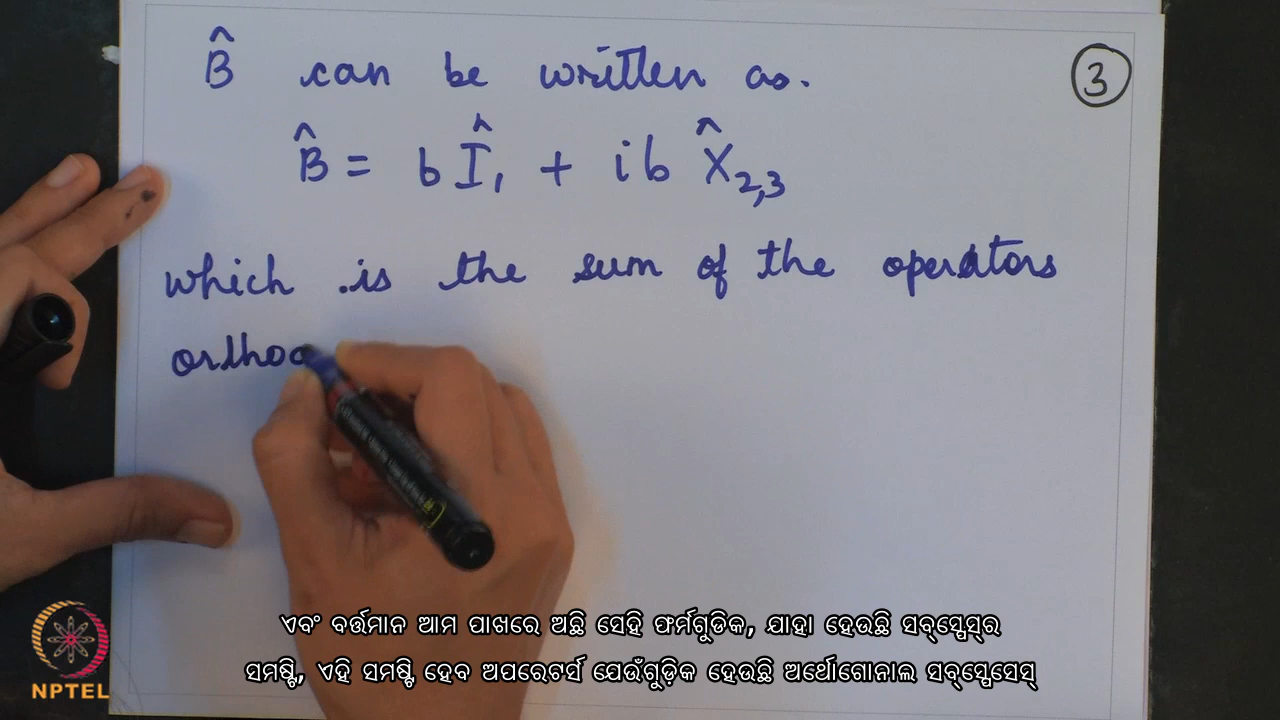 B̂ can be written as.
③
B̂ = b Î₁ + i b X̂₂,₃
which is the sum of the operators
orthog
ଏବଂ ବର୍ତ୍ତମାନ ଆମ ପାଖରେ ଅଛି ସେହି ଫର୍ମଗୁଡିକ, ଯାହା ହେଉଛି ସବ୍‌ସ୍ପେସ୍‌ର
ସମଷ୍ଟି, ଏହି ସମଷ୍ଟି ହେବ ଅପରେଟର୍ସ ଯେଉଁଗୁଡ଼ିକ ହେଉଛି ଅର୍ଥୋଗୋନାଲ ସବ୍‌ସ୍ପେସେସ୍
NPTEL